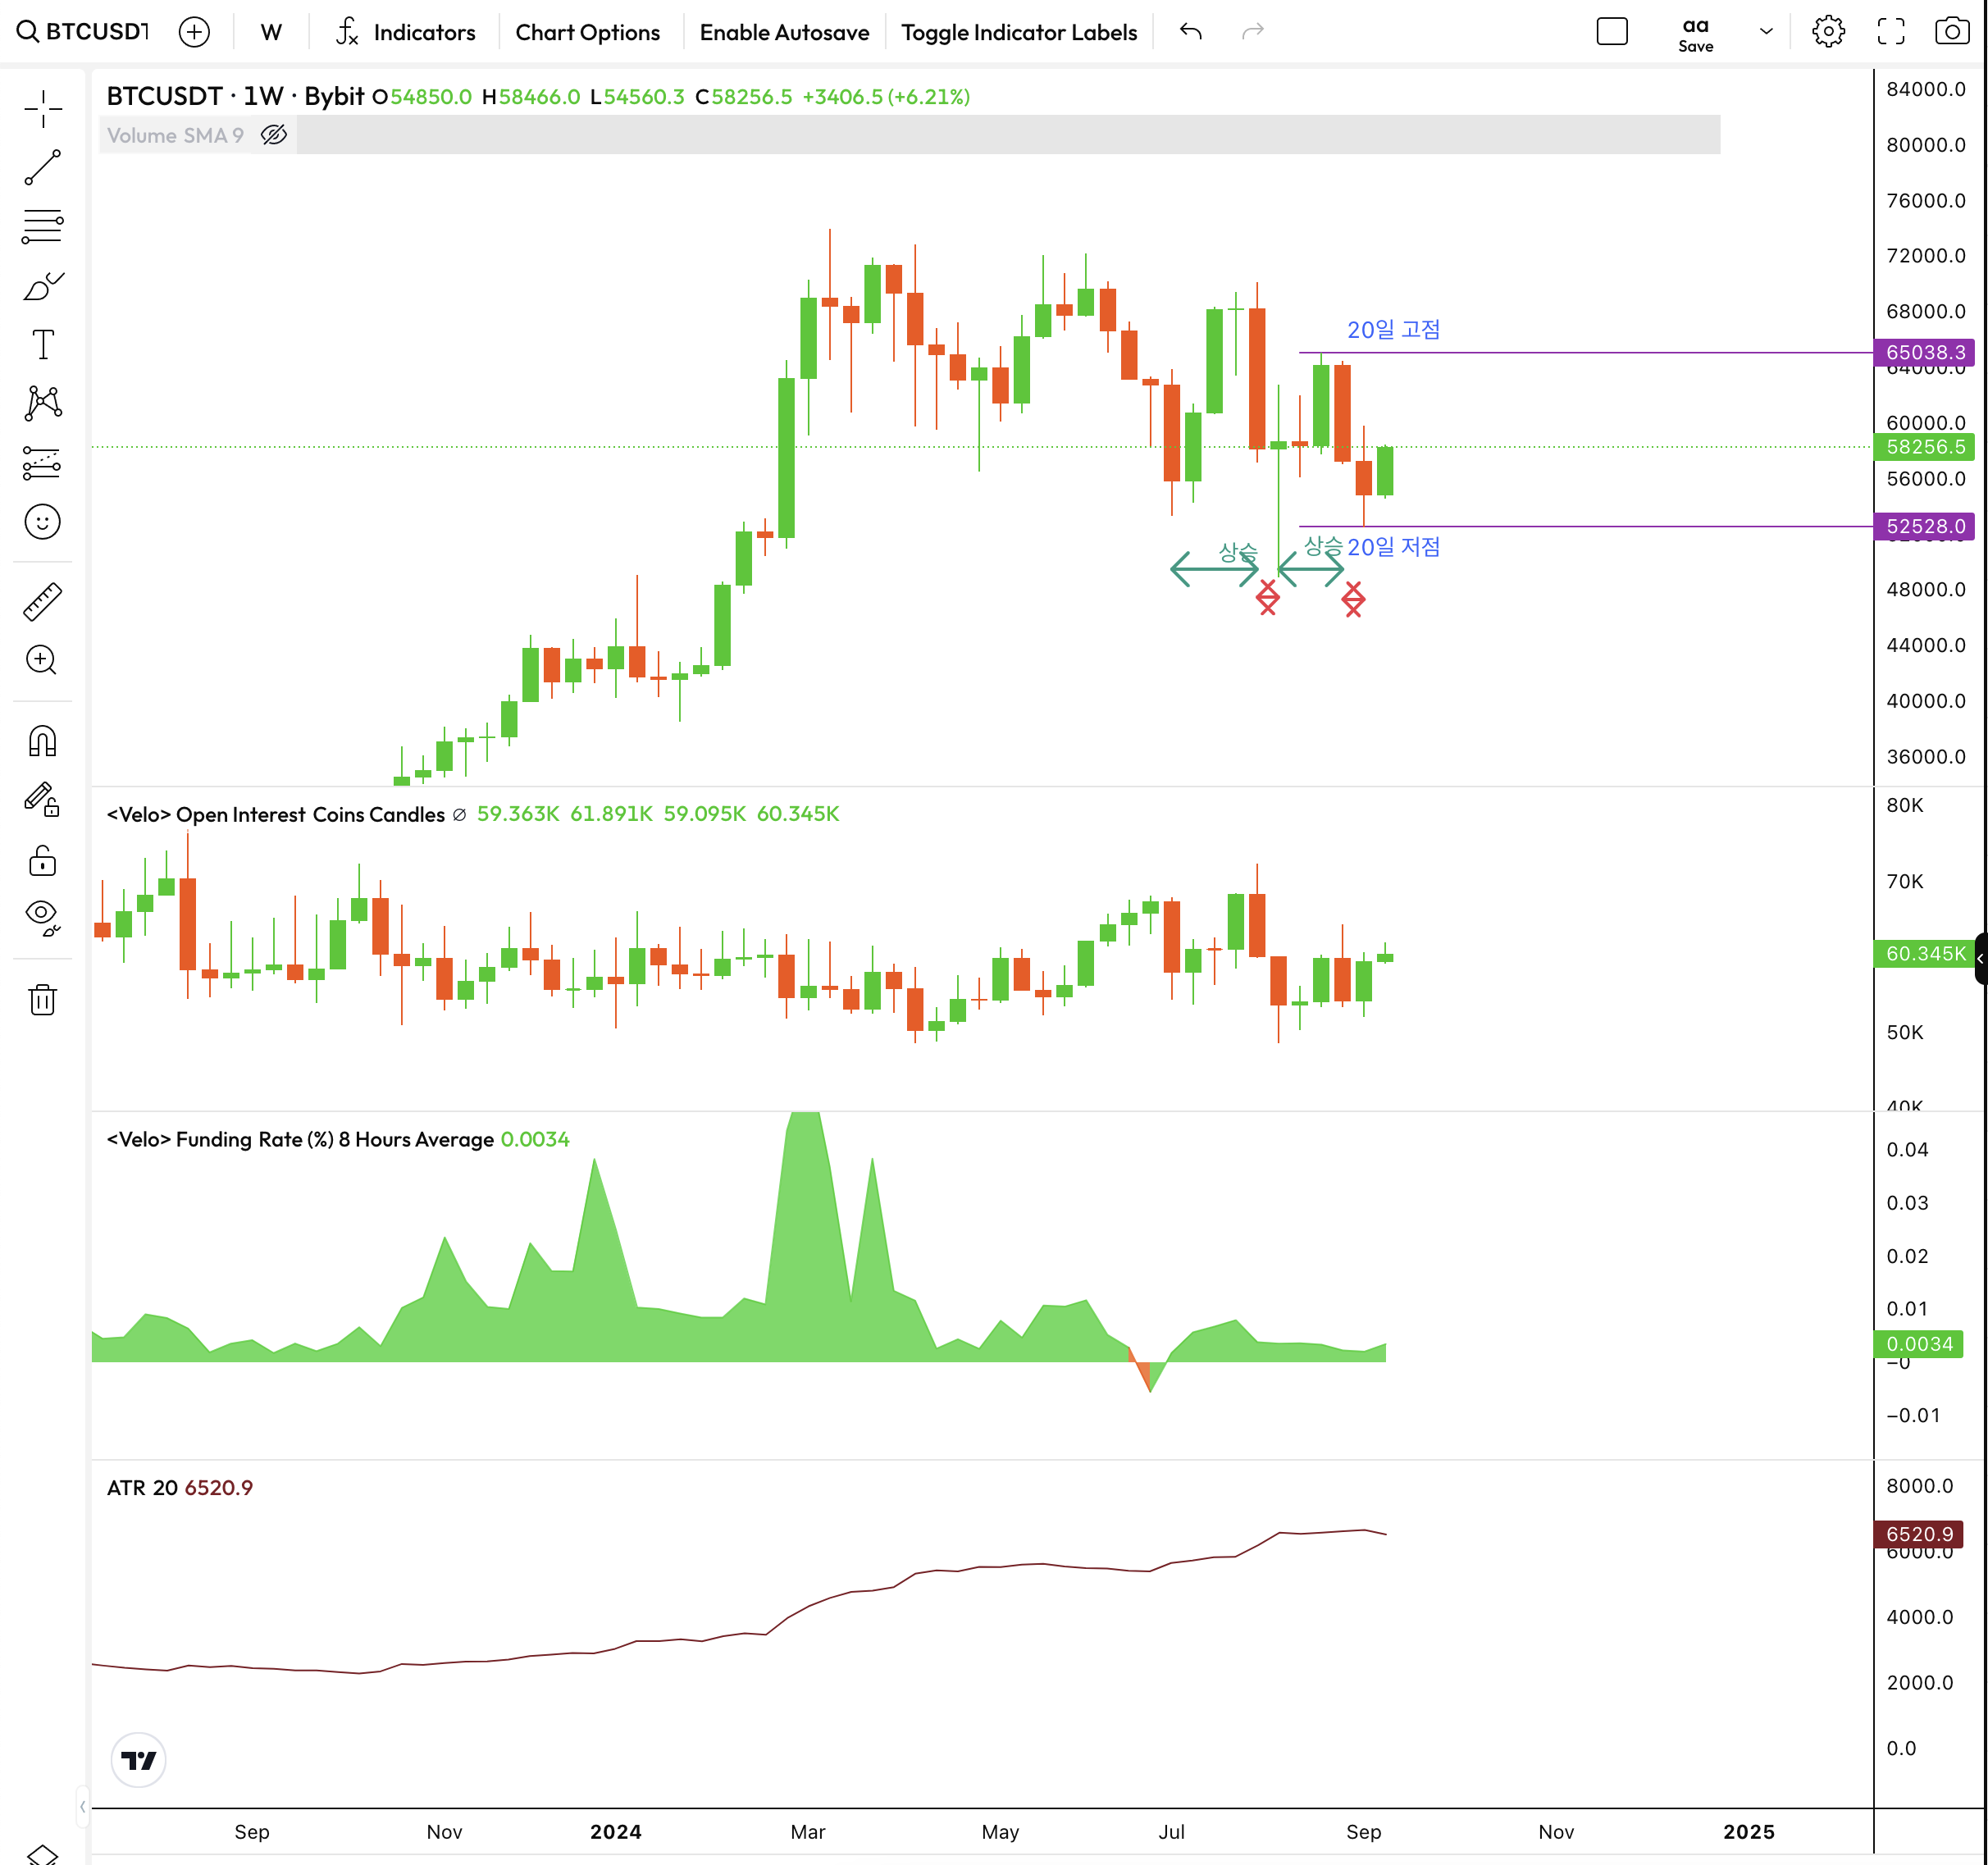 BTCUSDT
W
Indicators
Chart Options
Enable Autosave
Toggle Indicator Labels
aa
Save
BTCUSDT · 1W · Bybit O54850.0 H58466.0 L54560.3 C58256.5 +3406.5 (+6.21%)
Volume SMA 9
84000.0
80000.0
76000.0
72000.0
68000.0
20일 고점
65038.3
64000.0
60000.0
58256.5
56000.0
52528.0
상승
상승
20일 저점
48000.0
44000.0
40000.0
36000.0
<Velo> Open Interest Coins Candles ∅ 59.363K 61.891K 59.095K 60.345K
80K
70K
60.345K
50K
40K
<Velo> Funding Rate (%) 8 Hours Average 0.0034
0.04
0.03
0.02
0.01
0.0034
−0
−0.01
ATR 20 6520.9
8000.0
6520.9
6000.0
4000.0
2000.0
0.0
Sep Nov 2024 Mar May Jul Sep Nov 2025